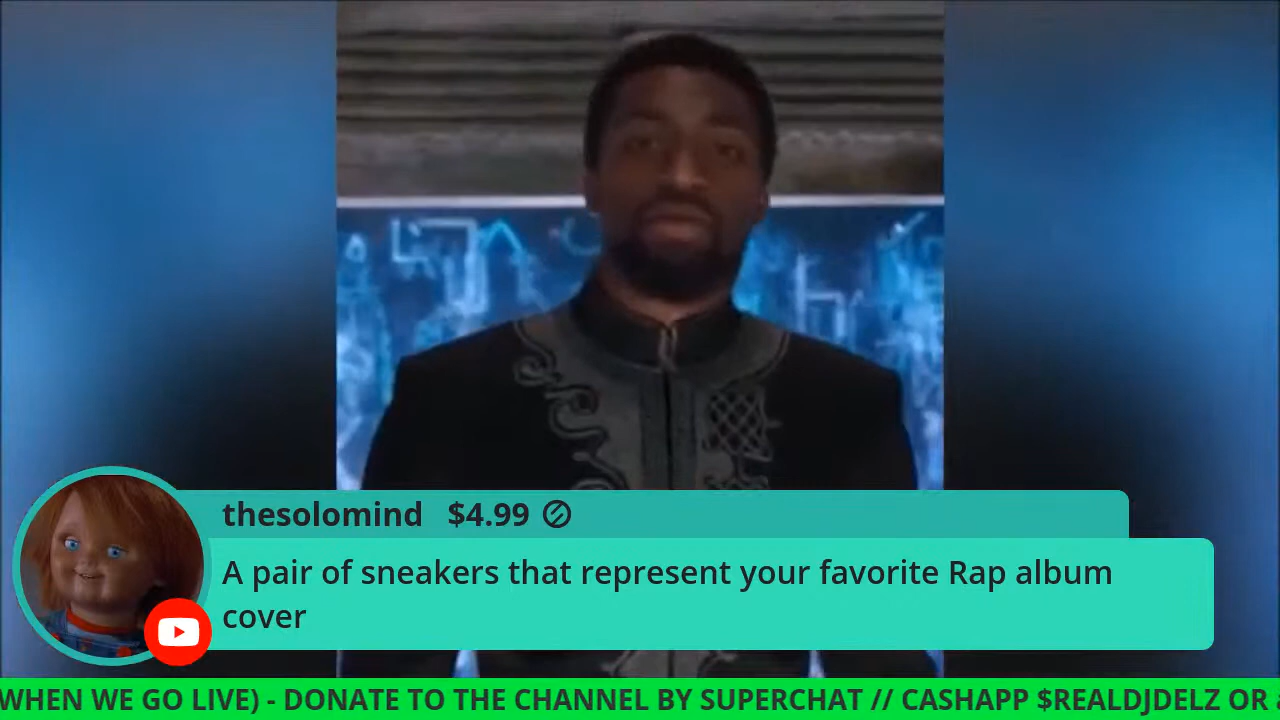 thesolomind $4.99
A pair of sneakers that represent your favorite Rap album
cover
WHEN WE GO LIVE) - DONATE TO THE CHANNEL BY SUPERCHAT // CASHAPP $REALDJDELZ OR